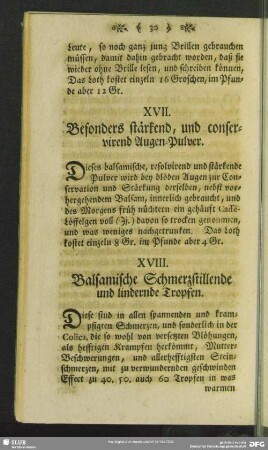 32
Leute, so noch ganz jung Brillen gebrauchen
müssen, damit dahin gebracht worden, daß sie
wieder ohne Brille lesen, und schreiben können,
Das Loth kostet einzeln 16 Groschen, im Pfun-
de aber 12 Gr.
XVII.
Besonders stärkend, und conser-
virend Augen-Pulver.
Dieses balsamische, resolvirend und stärkende
Pulver wird bey blöden Augen zur Con-
servation und Stärkung derselben, nebst vor-
hergehendem Balsam, innerlich gebraucht, und
des Morgens früh nüchtern ein gehäuft
löffelgen voll davon so trocken genommen,
und was weniges nachgetrunken. Das Loth
kostet einzeln 8 Gr. im Pfunde aber 4 Gr.
XVIII.
Balsamische Schmerzstillende
und lindernde Tropfen.
Diese sind in allen spannenden und kram-
pfigten Schmerzen, und sonderlich in der
Colica, die so wohl von versetzten Blöhungen,
als hefftigen Krampfen herkömmt, Mutter-
Beschwerungen, und allerhefftigsten Stein-
schmerzen, mit zu verwundernden geschwinden
Effect zu 40. 50. auch 60 Tropfen in was
warmen
SLUB
DFG